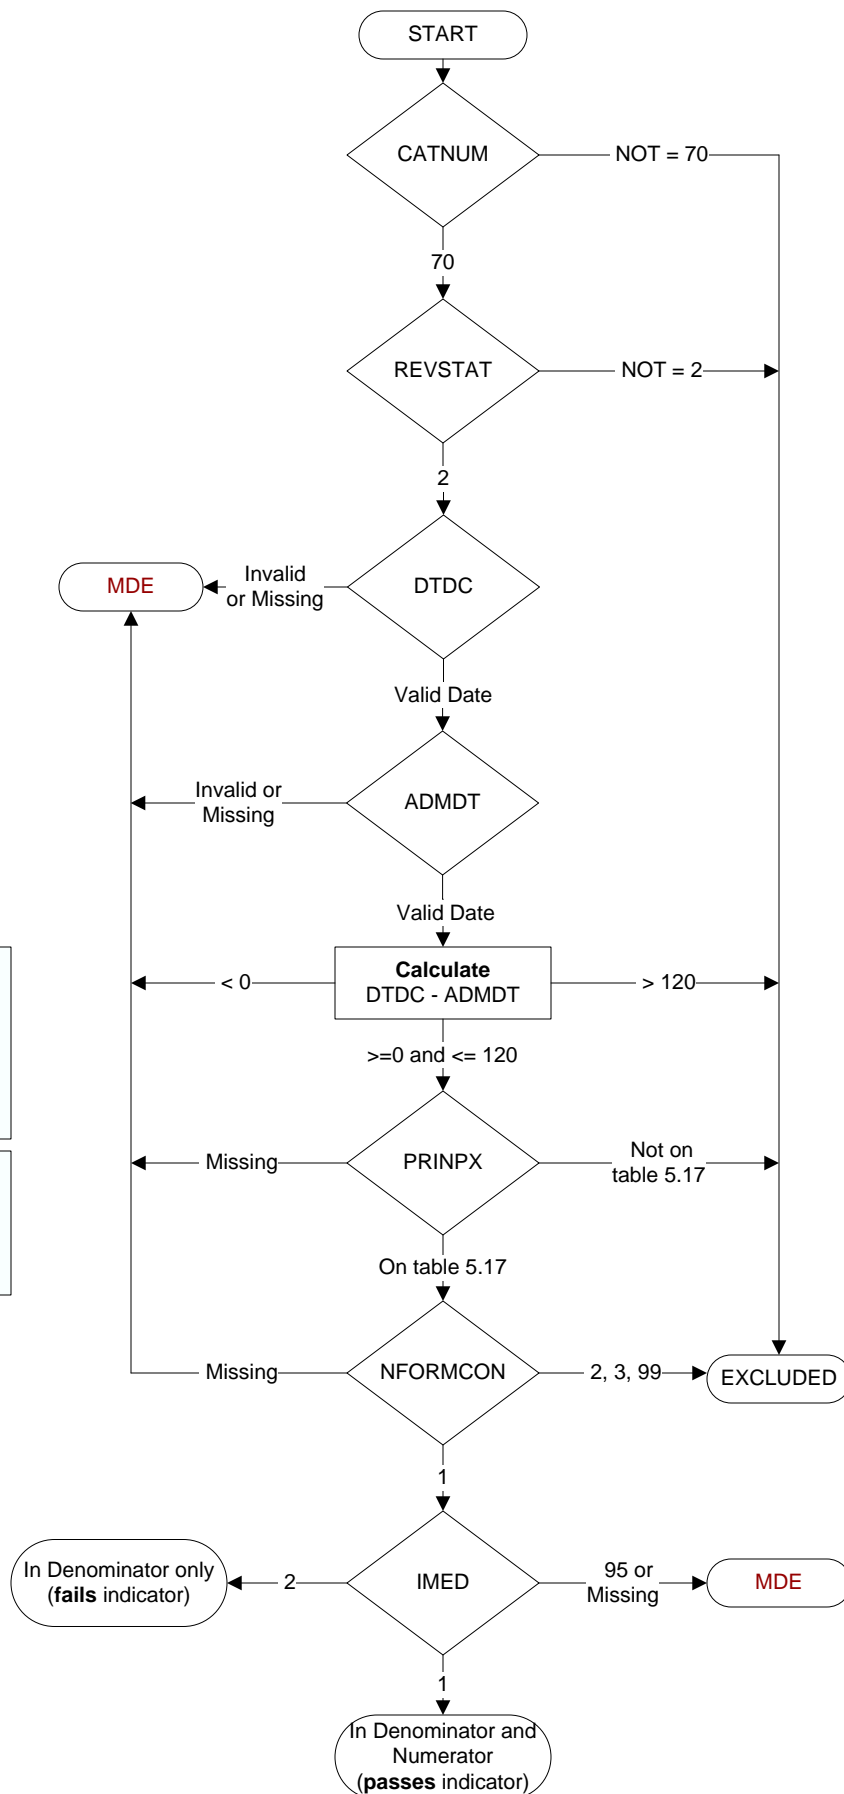 START
CATNUM
NOT = 70
70
REVSTAT
NOT = 2
2
MDE
Invalid
or Missing
DTDC
Valid Date
Invalid or
Missing
ADMDT
Valid Date
< 0
Calculate
DTDC - ADMDT
> 120
>=0 and <= 120
Missing
PRINPX
Not on
table 5.17
On table 5.17
Missing
NFORMCON
2, 3, 99
EXCLUDED
1
In Denominator only
(fails indicator)
2
IMED
95 or
Missing
MDE
1
In Denominator and
Numerator
(passes indicator)